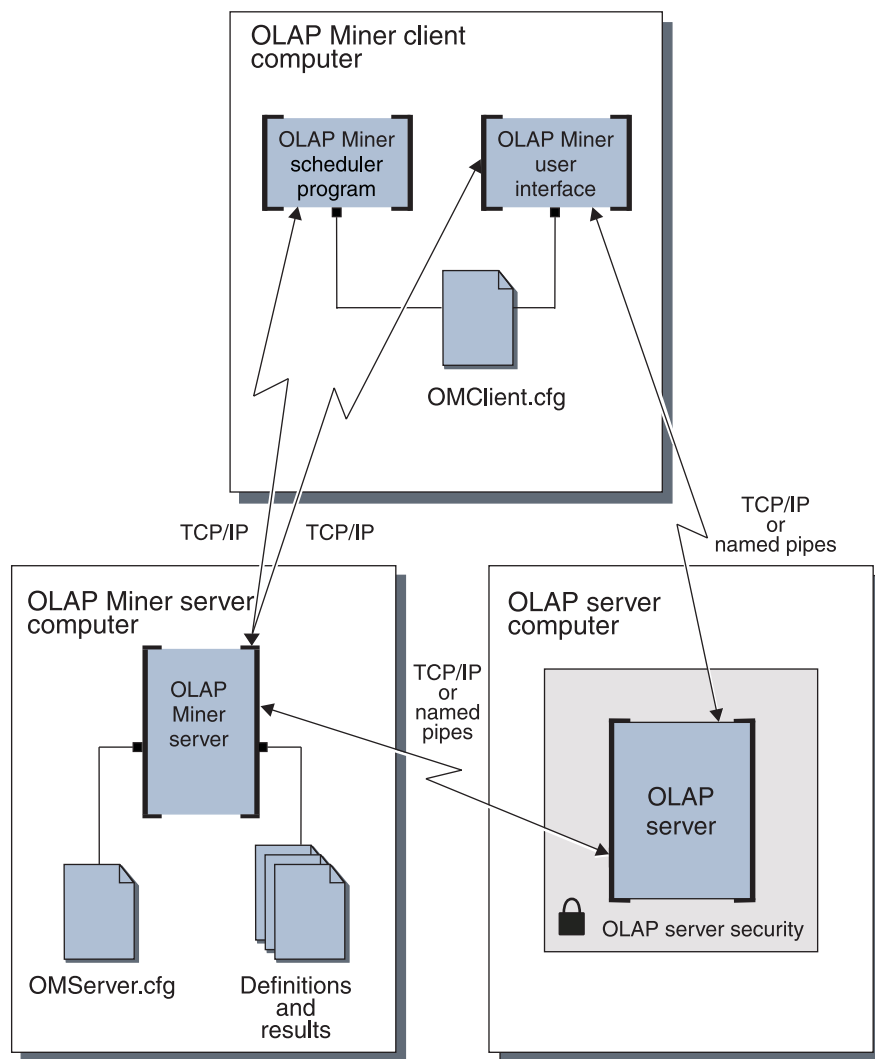 OLAP Miner client
computer
OLAP Miner
scheduler
program
OLAP Miner
user
interface
OMClient.cfg
TCP/IP
TCP/IP
TCP/IP
or
named pipes
OLAP Miner server
computer
OLAP
Miner
server
TCP/IP
or
named
pipes
OMServer.cfg
Definitions
and
results
OLAP server
computer
OLAP
server
OLAP server security